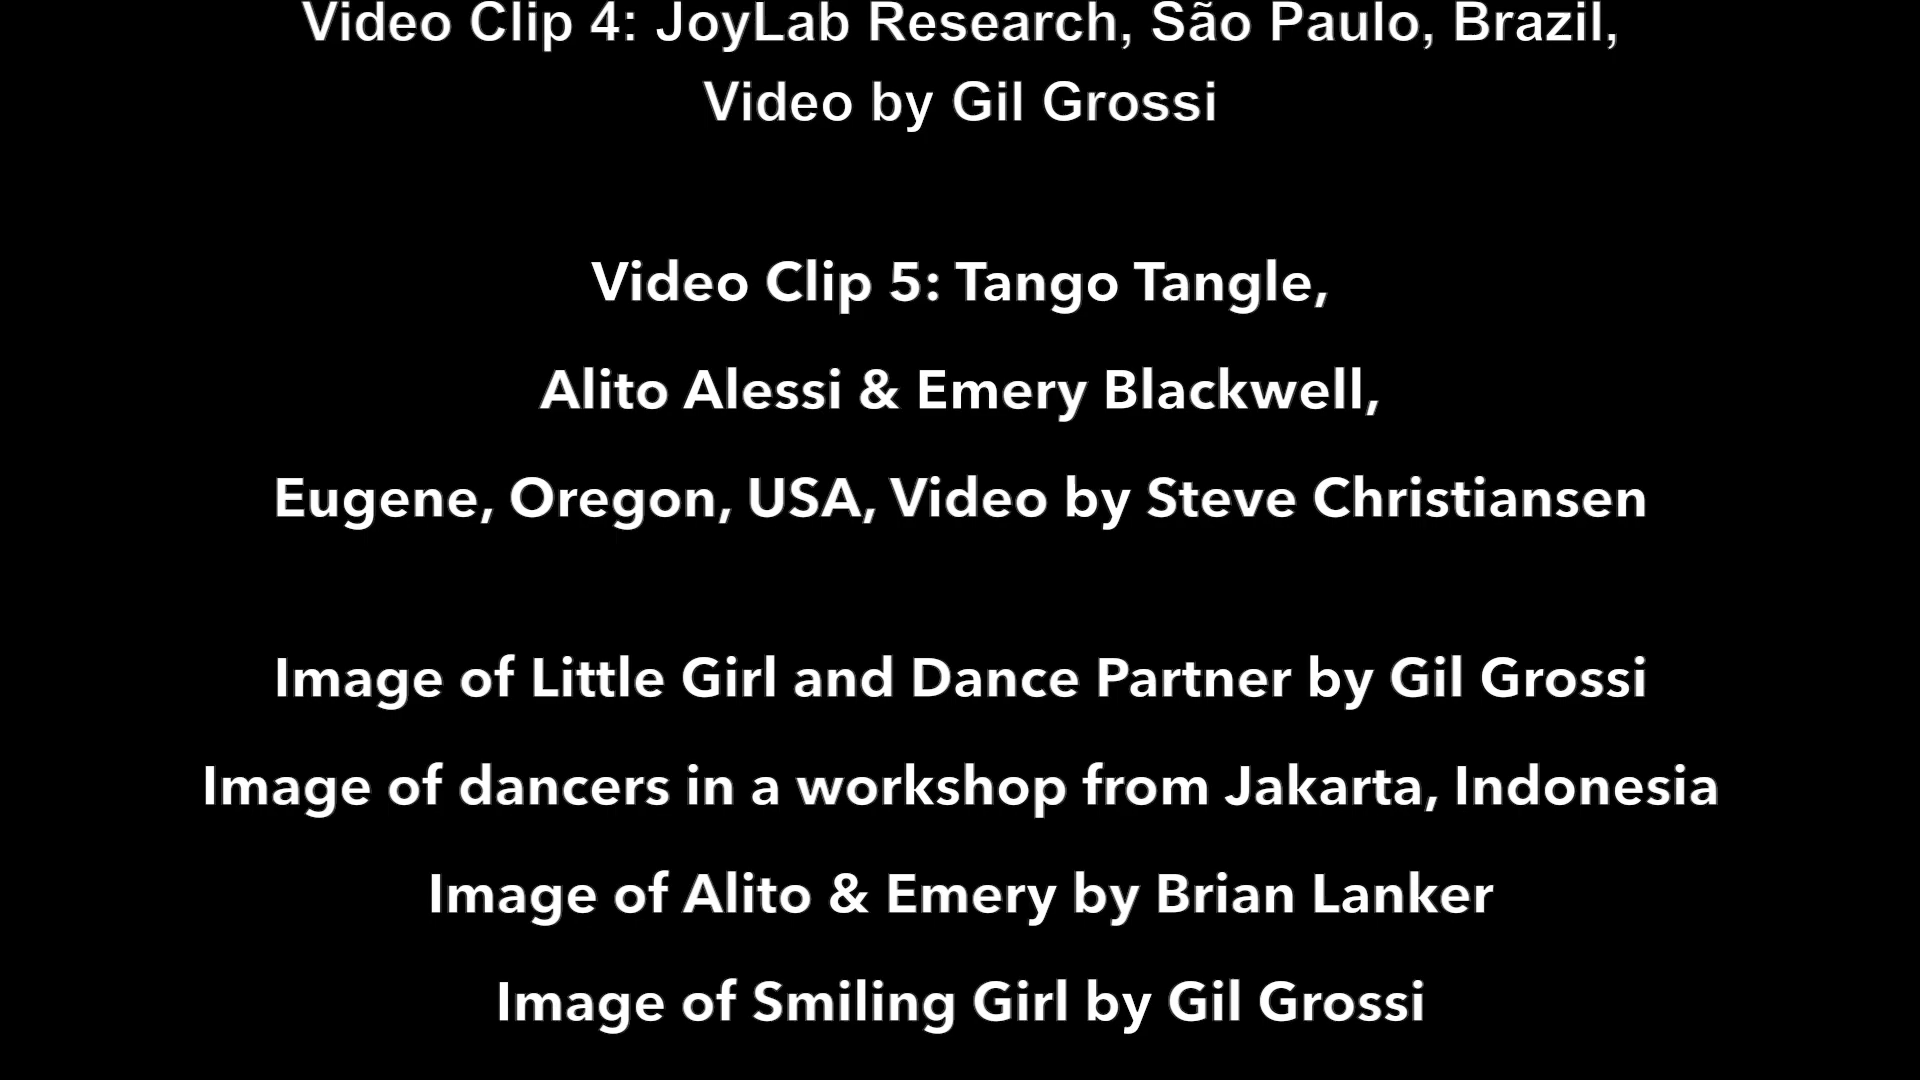 Video Clip 4: JoyLab Research, São Paulo, Brazil,
Video by Gil Grossi
Video Clip 5: Tango Tangle,
Alito Alessi & Emery Blackwell,
Eugene, Oregon, USA, Video by Steve Christiansen
Image of Little Girl and Dance Partner by Gil Grossi
Image of dancers in a workshop from Jakarta, Indonesia
Image of Alito & Emery by Brian Lanker
Image of Smiling Girl by Gil Grossi